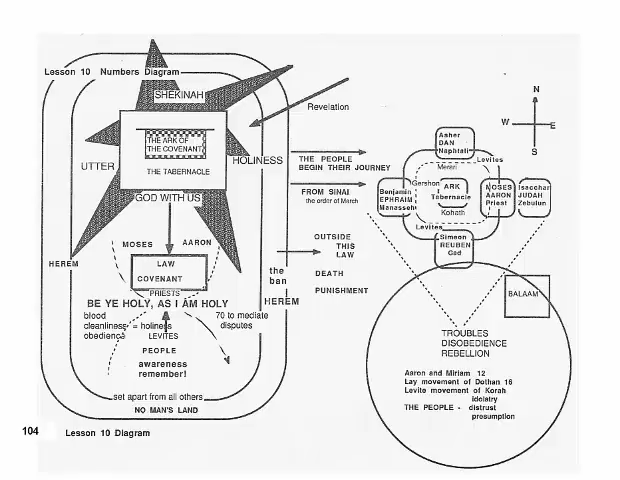 Lesson 10 Numbers Diagram
SHEKINAH
Revelation
THE ARK OF
THE COVENANT
THE TABERNACLE
UTTER
HOLINESS
GOD WITH US
MOSES
AARON
LAW
COVENANT
PRIESTS
HEREM
BE YE HOLY, AS I AM HOLY
blood
cleanliness = holiness
obedience
LEVITES
70 to mediate
disputes
PEOPLE
awareness
remember!
set apart from all others
NO MAN'S LAND
the
ban
HEREM
THE PEOPLE
BEGIN THEIR JOURNEY
FROM SINAI
the order of March
OUTSIDE
THIS
LAW
DEATH
PUNISHMENT
N
W
E
S
Asher
DAN
Naphtali
Levites
Merari
Gershon
ARK
Tabernacle
Kohath
Benjamin
EPHRAIM
Manasseh
MOSES
AARON
Priest
Isacchar
JUDAH
Zebulun
Levites
Simeon
REUBEN
Gad
BALAAM
TROUBLES
DISOBEDIENCE
REBELLION
Aaron and Miriam 12
Lay movement of Dothan 16
Levite movement of Korah
idolatry
THE PEOPLE - distrust
presumption
104
Lesson 10 Diagram